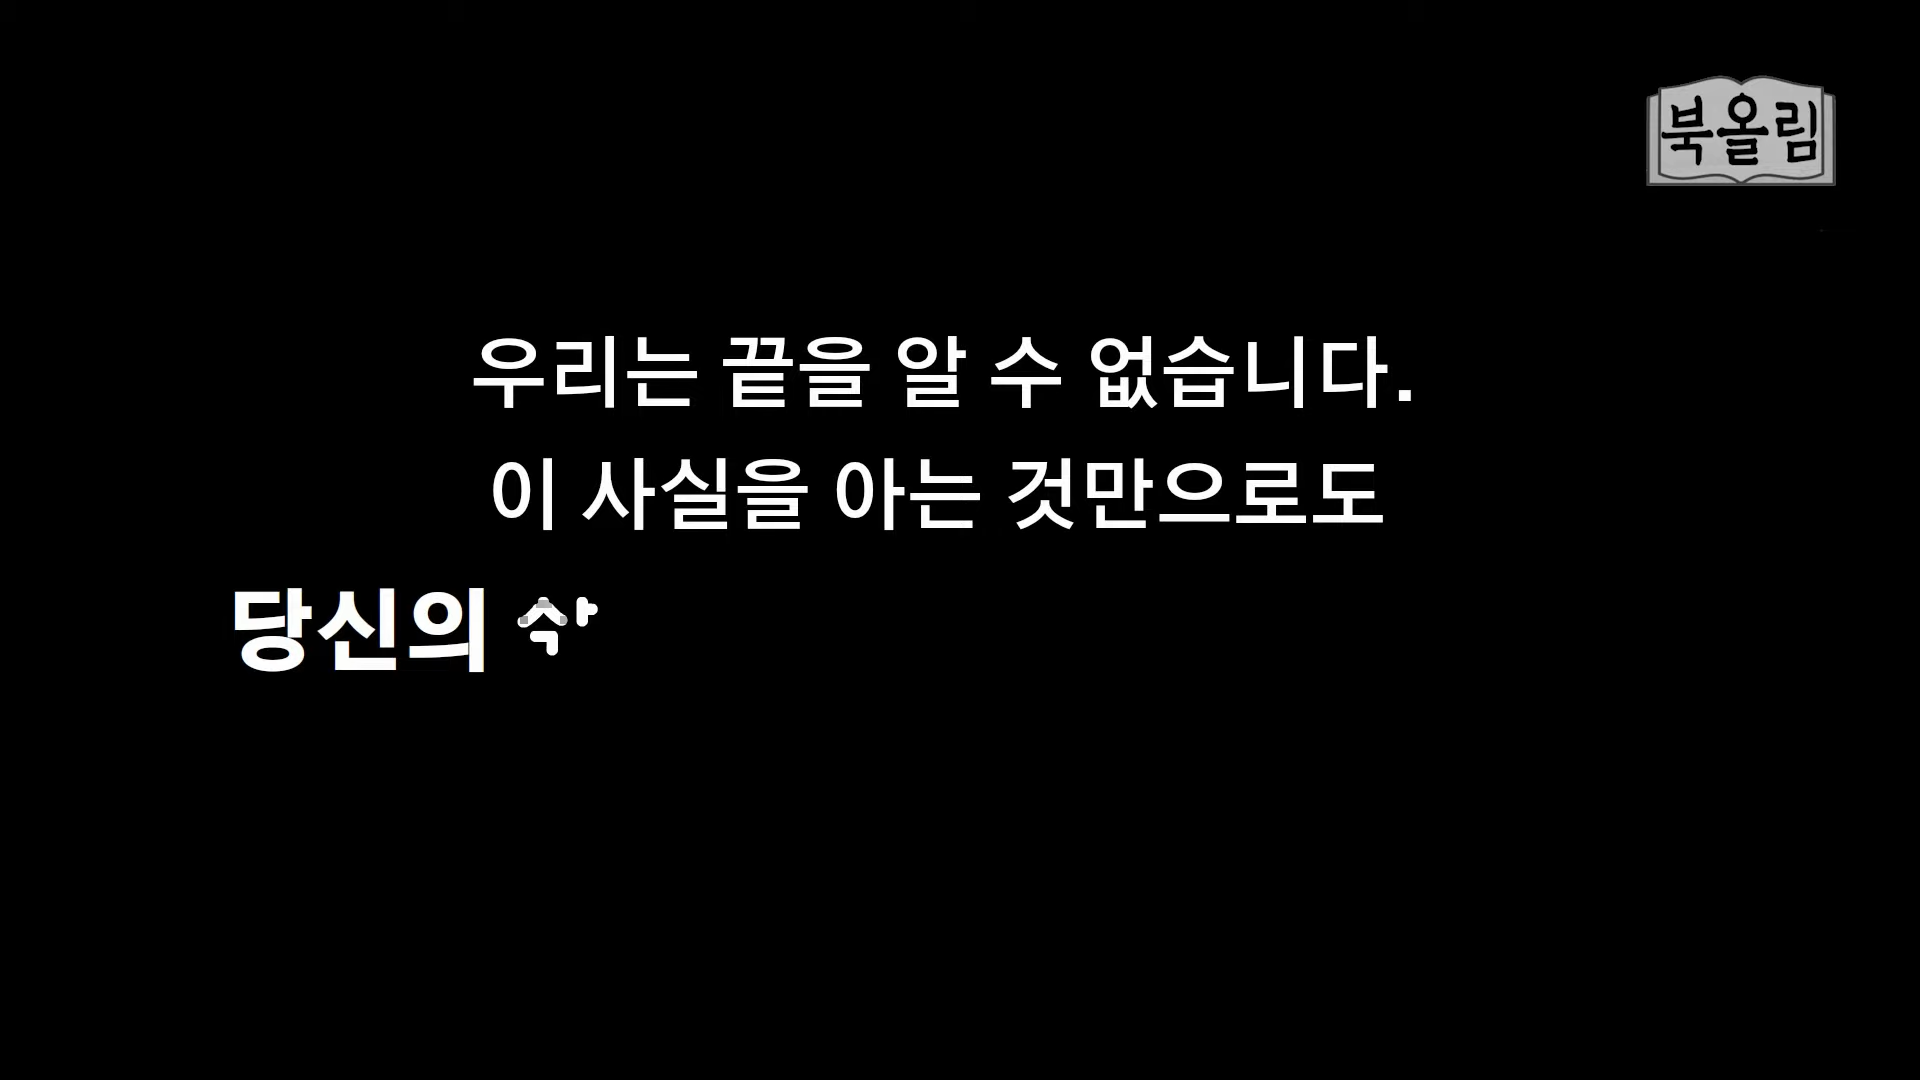 북올림
우리는 끝을 알 수 없습니다.
이 사실을 아는 것만으로도
당신의